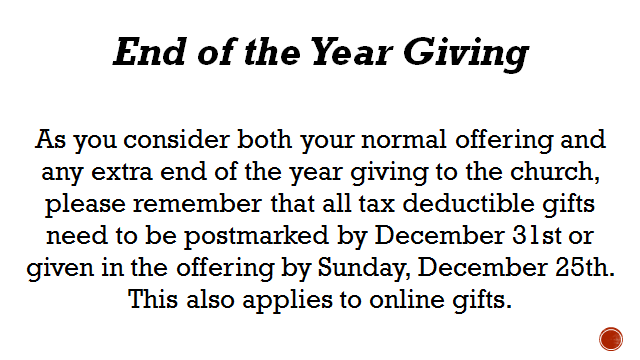 End of the Year Giving
As you consider both your normal offering and
any extra end of the year giving to the church,
please remember that all tax deductible gifts
need to be postmarked by December 31st or
given in the offering by Sunday, December 25th.
This also applies to online gifts.